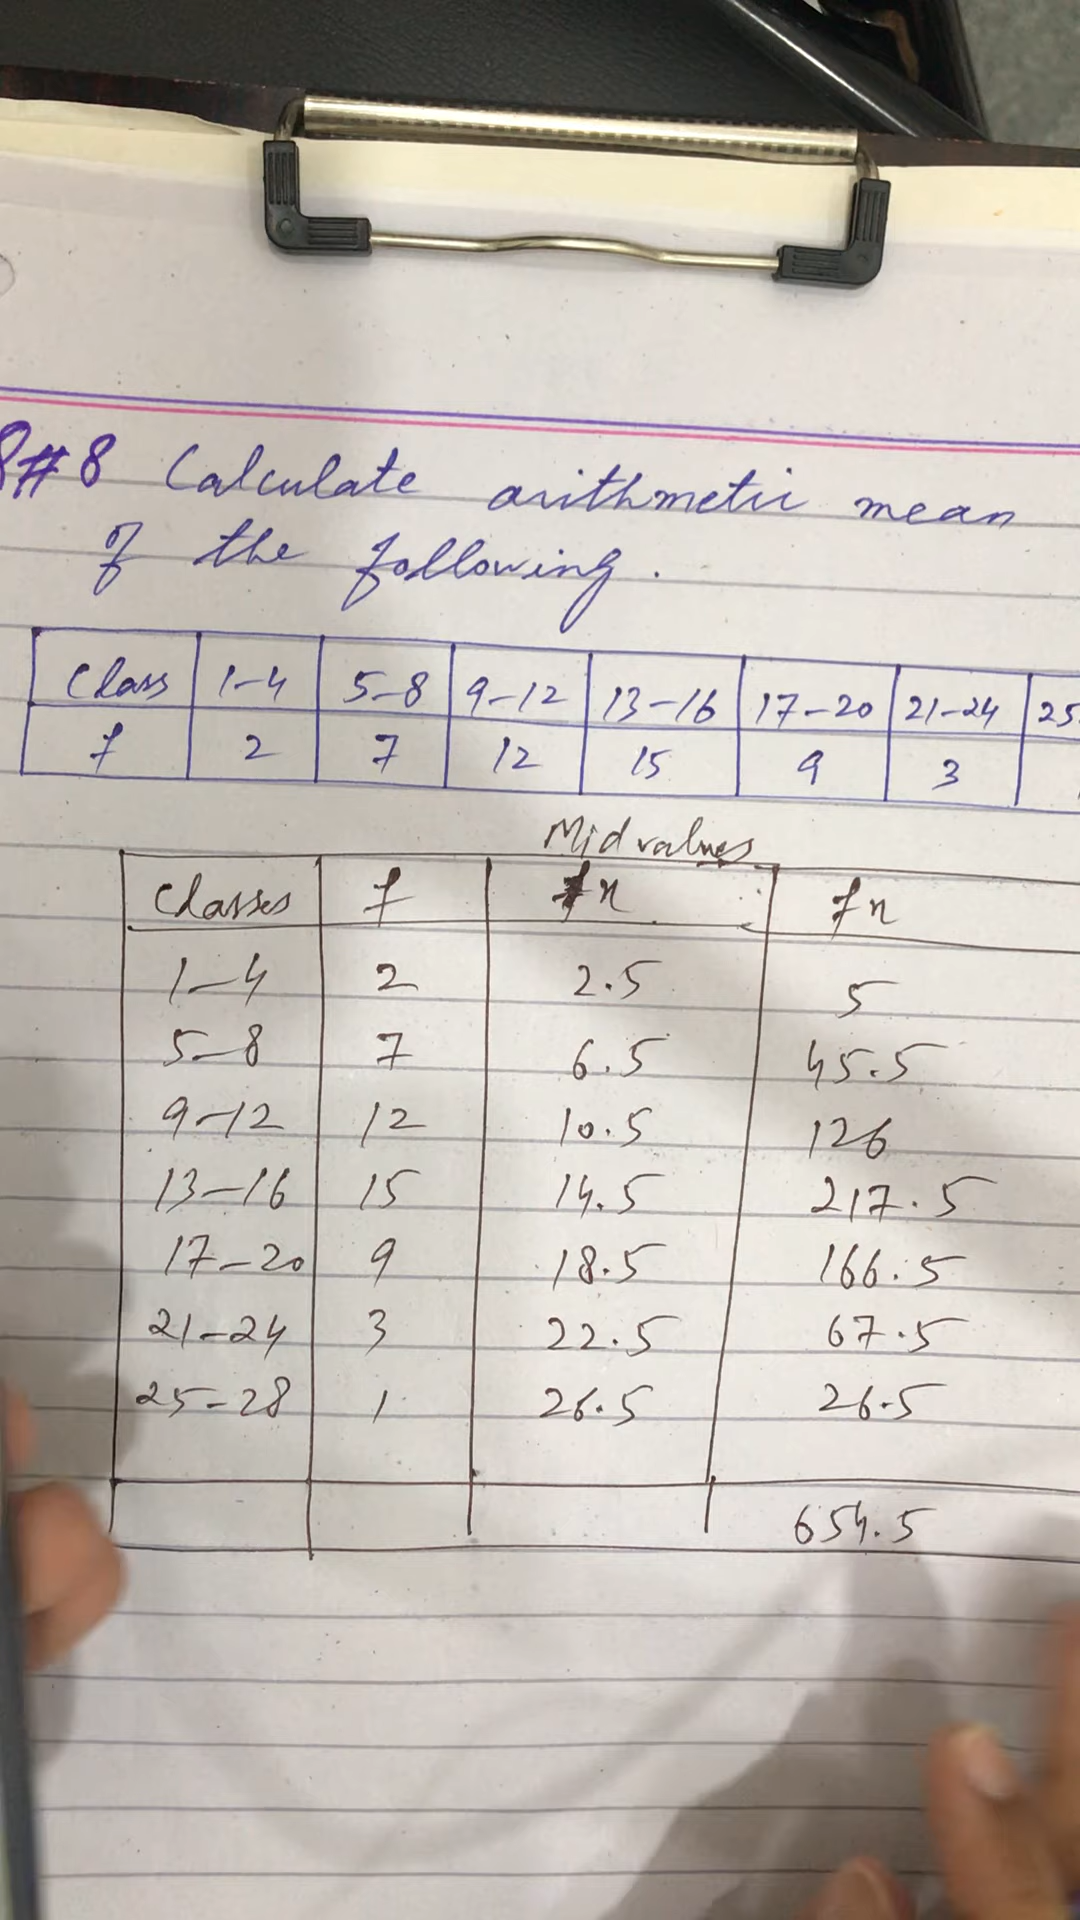 Q#8 Calculate arithmetic mean
of the following.
Class 1-4 5-8 9-12 13-16 17-20 21-24 25-
f 2 7 12 15 9 3
Mid values
Classes f x fx
1-4 2 2.5 5
5-8 7 6.5 45.5
9-12 12 10.5 126
13-16 15 14.5 217.5
17-20 9 18.5 166.5
21-24 3 22.5 67.5
25-28 1 26.5 26.5
654.5